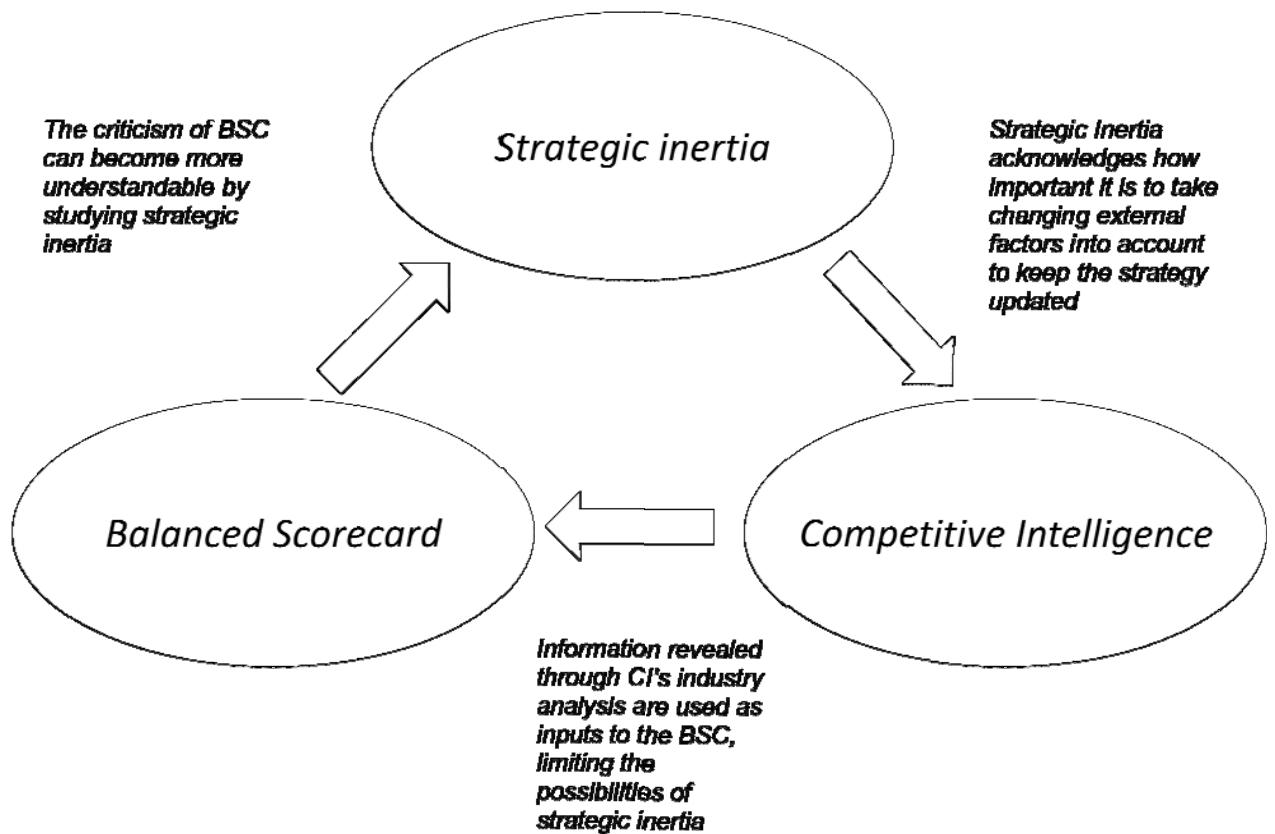 Strategic inertia
The criticism of BSC
can become more
understandable by
studying strategic
inertia
Strategic Inertia
acknowledges how
important it is to take
changing external
factors into account
to keep the strategy
updated
Balanced Scorecard
Competitive Intelligence
Information revealed
through CI's industry
analysis are used as
inputs to the BSC,
limiting the
possibilities of
strategic inertia